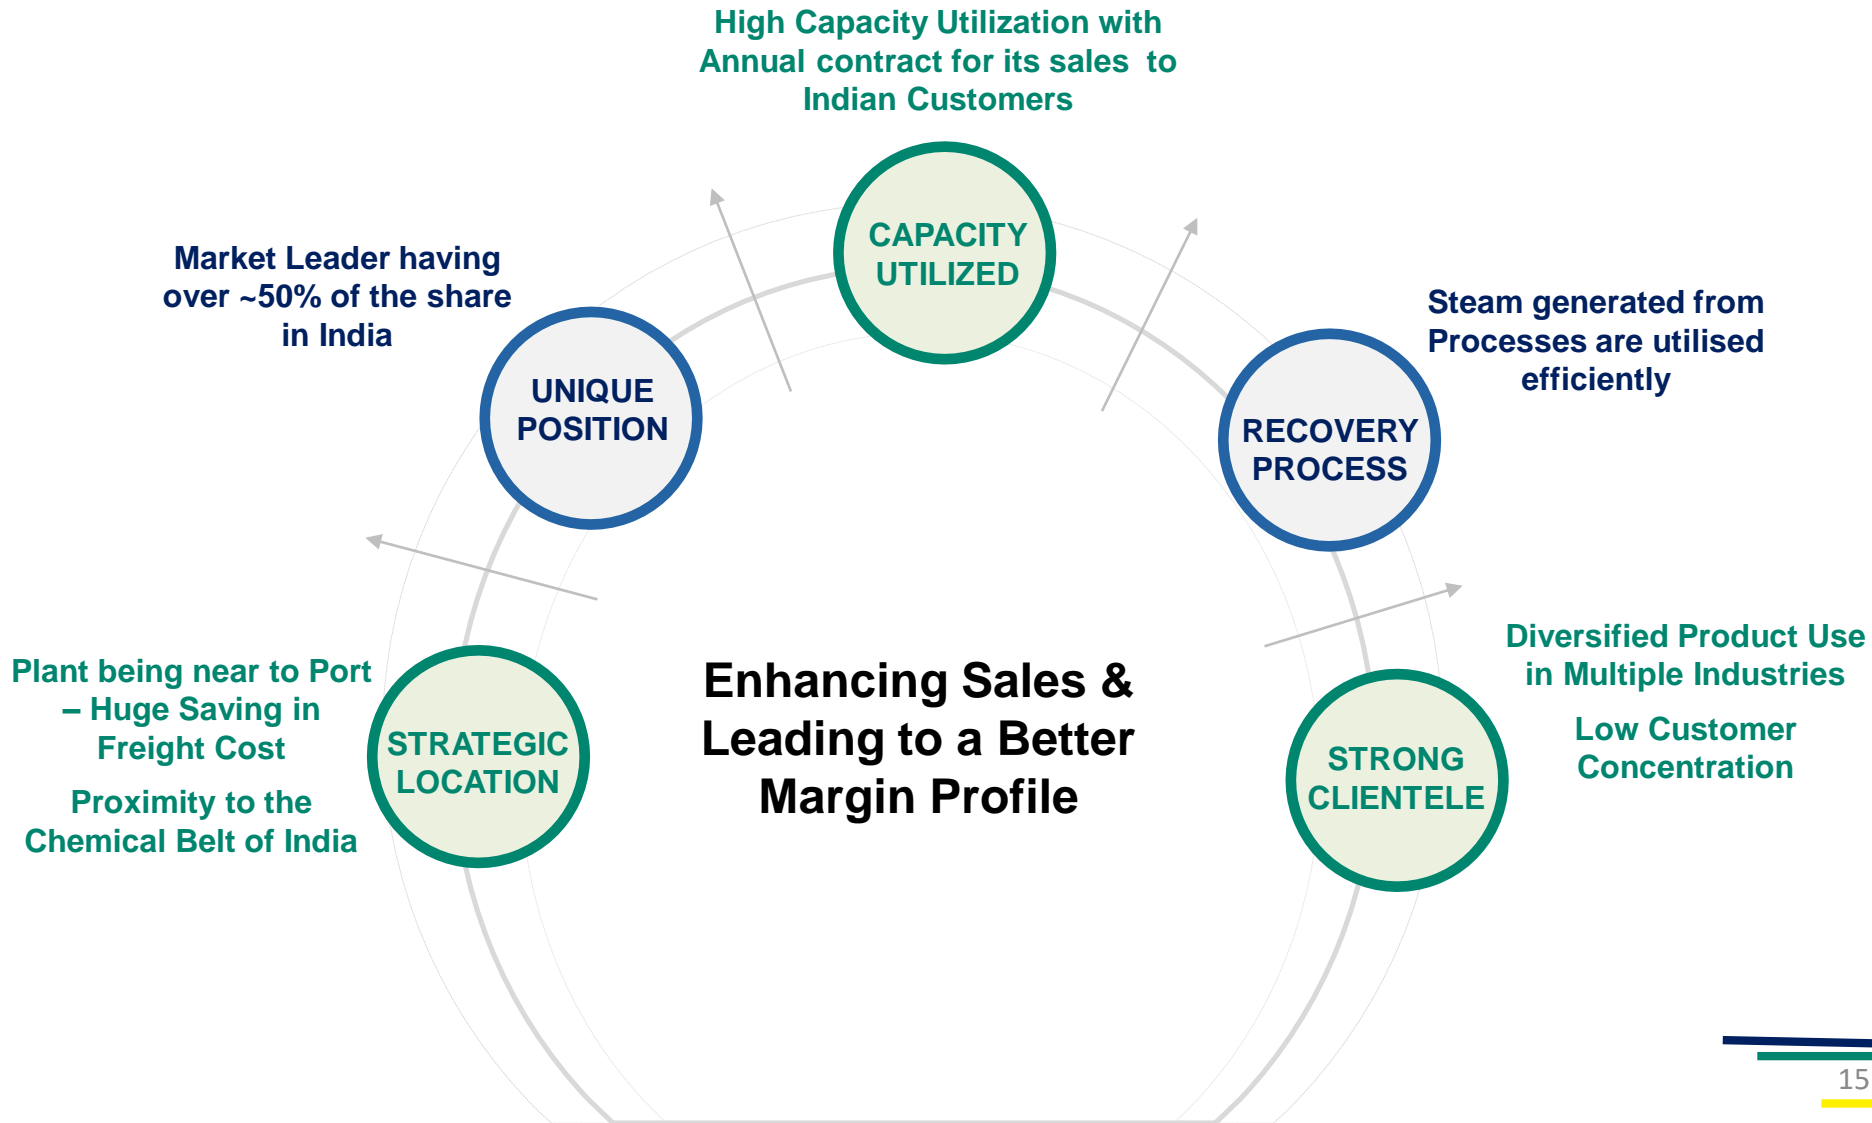 High Capacity Utilization with
Annual contract for its sales to
Indian Customers
CAPACITY
UTILIZED
Market Leader having
over ~50% of the share
in India
UNIQUE
POSITION
Steam generated from
Processes are utilised
efficiently
RECOVERY
PROCESS
Plant being near to Port
– Huge Saving in
Freight Cost
Proximity to the
Chemical Belt of India
STRATEGIC
LOCATION
Enhancing Sales &
Leading to a Better
Margin Profile
Diversified Product Use
in Multiple Industries
Low Customer
Concentration
STRONG
CLIENTELE
15